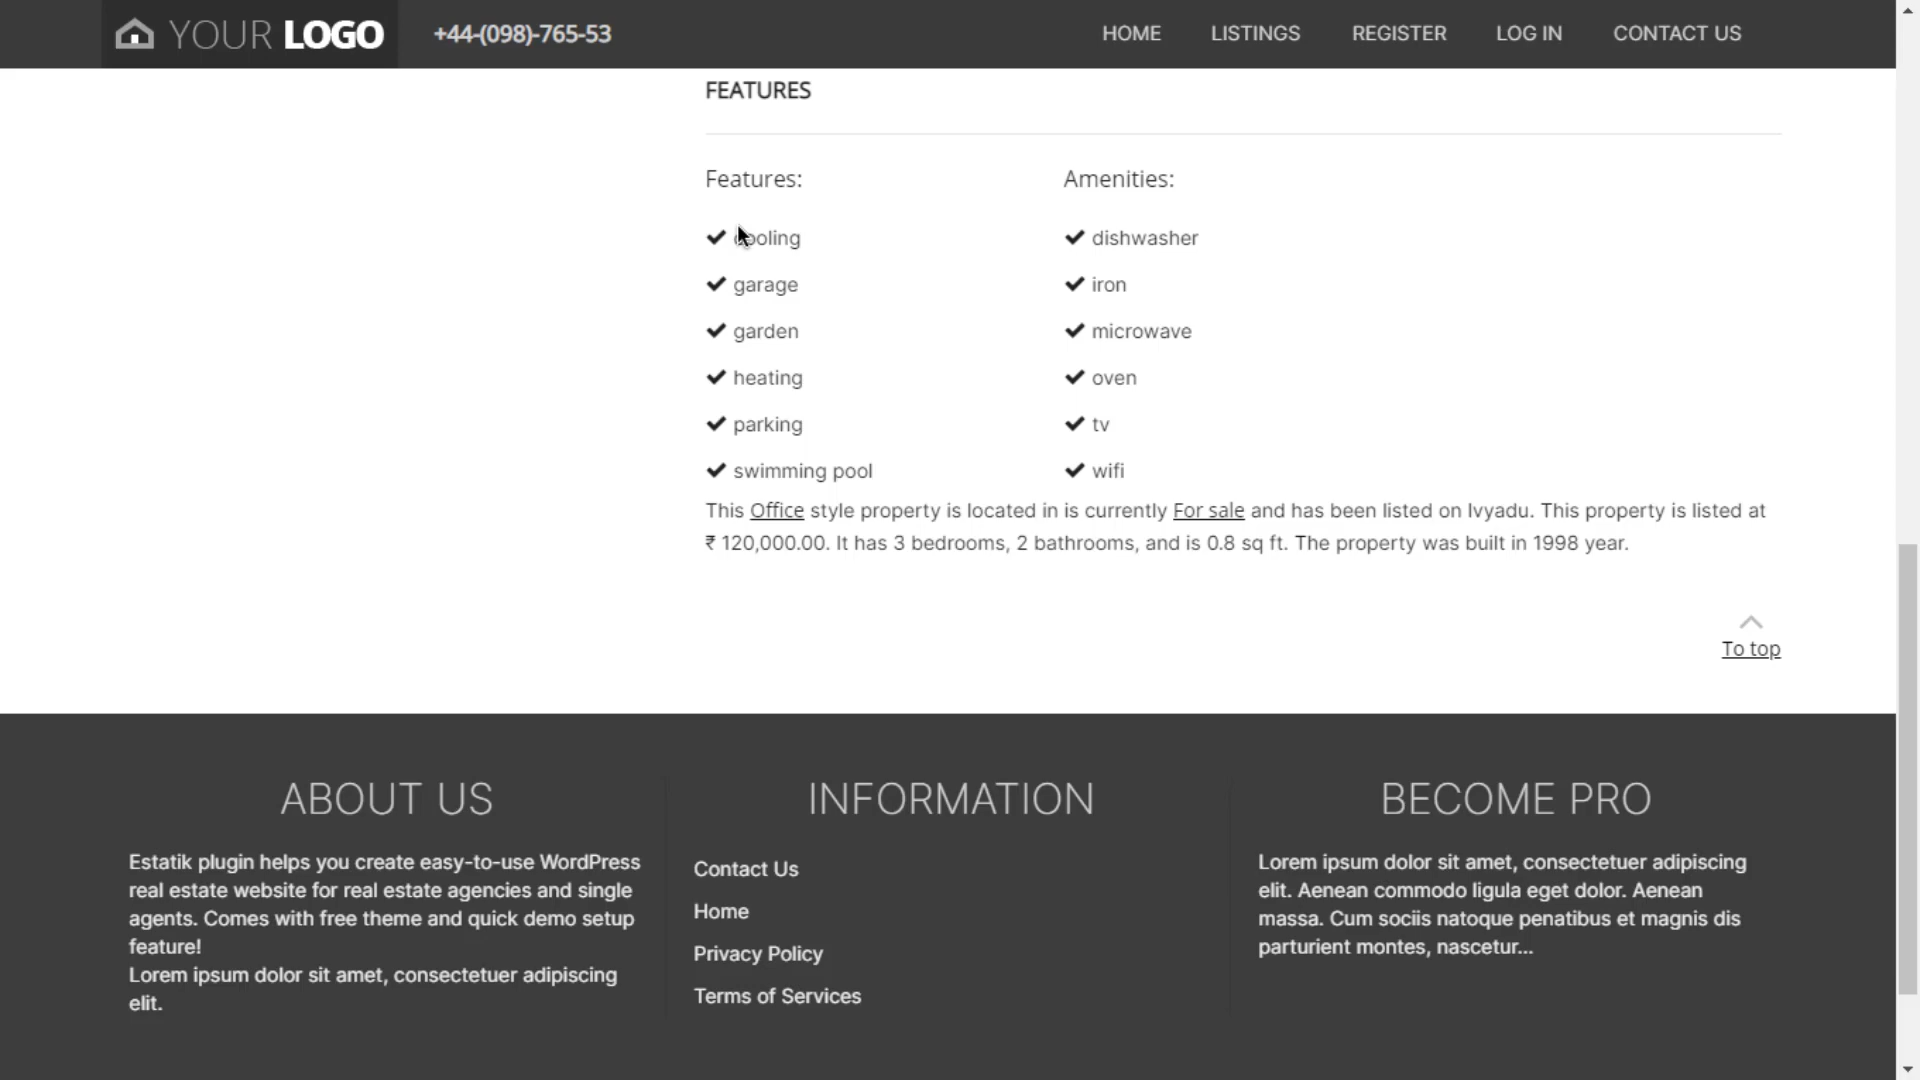 YOUR LOGO
+44-(098)-765-53
HOME
LISTINGS
REGISTER
LOG IN
CONTACT US
FEATURES
Features:
cooling
garage
garden
heating
parking
swimming pool
Amenities:
dishwasher
iron
microwave
oven
tv
wifi
This Office style property is located in is currently For sale and has been listed on Ivyadu. This property is listed at
₹ 120,000.00. It has 3 bedrooms, 2 bathrooms, and is 0.8 sq ft. The property was built in 1998 year.
To top
ABOUT US
Estatik plugin helps you create easy-to-use WordPress
real estate website for real estate agencies and single
agents. Comes with free theme and quick demo setup
feature!
Lorem ipsum dolor sit amet, consectetuer adipiscing
elit.
INFORMATION
Contact Us
Home
Privacy Policy
Terms of Services
BECOME PRO
Lorem ipsum dolor sit amet, consectetuer adipiscing
elit. Aenean commodo ligula eget dolor. Aenean
massa. Cum sociis natoque penatibus et magnis dis
parturient montes, nascetur...